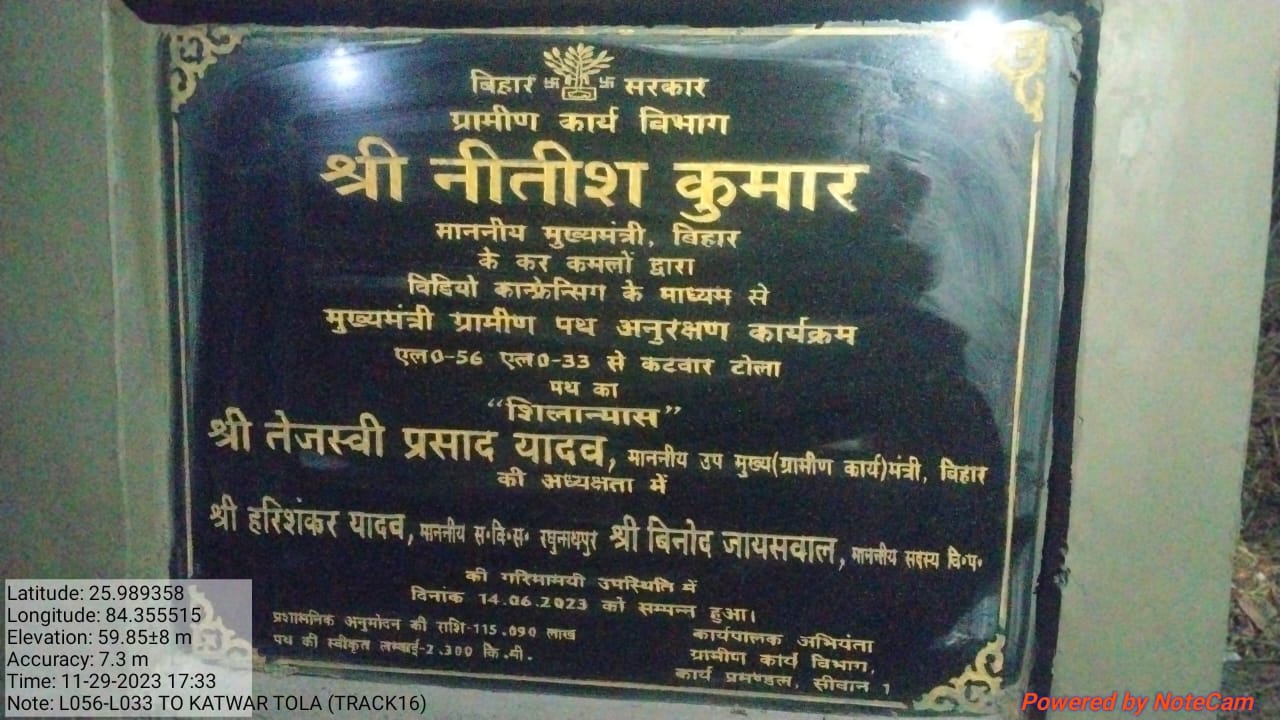 बिहार सरकार
ग्रामीण कार्य विभाग
श्री नीतीश कुमार
माननीय मुख्यमंत्री, बिहार
के कर कमलों द्वारा
विडियो कान्फ्रेन्सिंग के माध्यम से
मुख्यमंत्री ग्रामीण पथ अनुरक्षण कार्यक्रम
एल0-56 एल0-33 से कटवार टोला
पथ का
“शिलान्यास”
श्री तेजस्वी प्रसाद यादव, माननीय उप मुख्य(ग्रामीण कार्य)मंत्री, बिहार
की अध्यक्षता में
श्री हरिशंकर यादव, माननीय स॰वि॰स॰ रघुनाथपुर श्री बिनोद जायसवाल, माननीय सदस्य वि॰प॰
की गरिमामयी उपस्थिति में
दिनांक 14.06.2023 को सम्पन्न हुआ।
प्रशासनिक अनुमोदन की राशि-115.090 लाख
पथ की स्वीकृत लम्बाई-2.300 कि.मी.
कार्यपालक अभियंता
ग्रामीण कार्य विभाग,
कार्य प्रमण्डल, सीवान 1
Latitude: 25.989358
Longitude: 84.355515
Elevation: 59.85±8 m
Accuracy: 7.3 m
Time: 11-29-2023 17:33
Note: L056-L033 TO KATWAR TOLA (TRACK16)
Powered by NoteCam